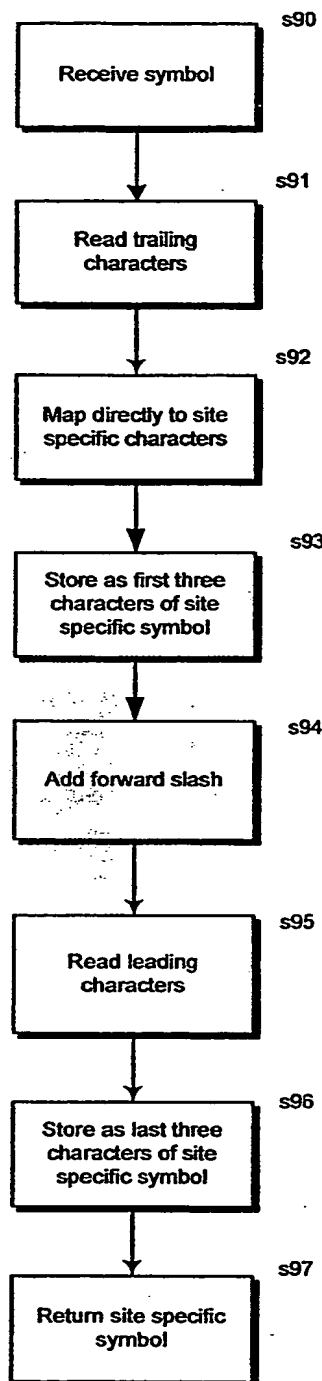 s90
Receive symbol
s91
Read trailing
characters
s92
Map directly to site
specific characters
s93
Store as first three
characters of site
specific symbol
s94
Add forward slash
s95
Read leading
characters
s96
Store as last three
characters of site
specific symbol
s97
Return site specific
symbol